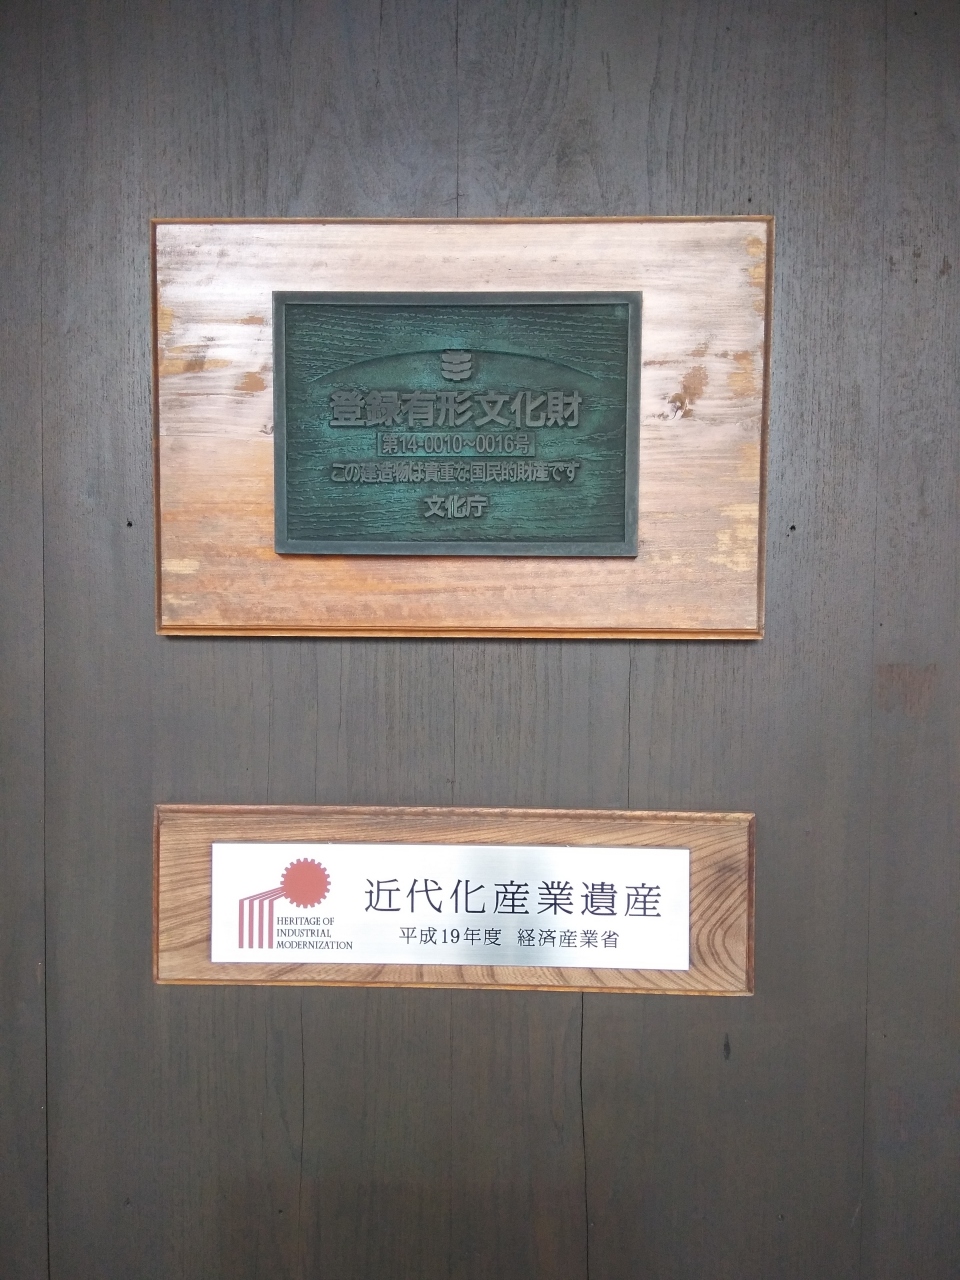 登録有形文化財
第14-0010~0016号
この建造物は貴重な国民的財産です
文化庁
HERITAGE OF
INDUSTRIAL
MODERNIZATION
近代化産業遺産
平成19年度 経済産業省